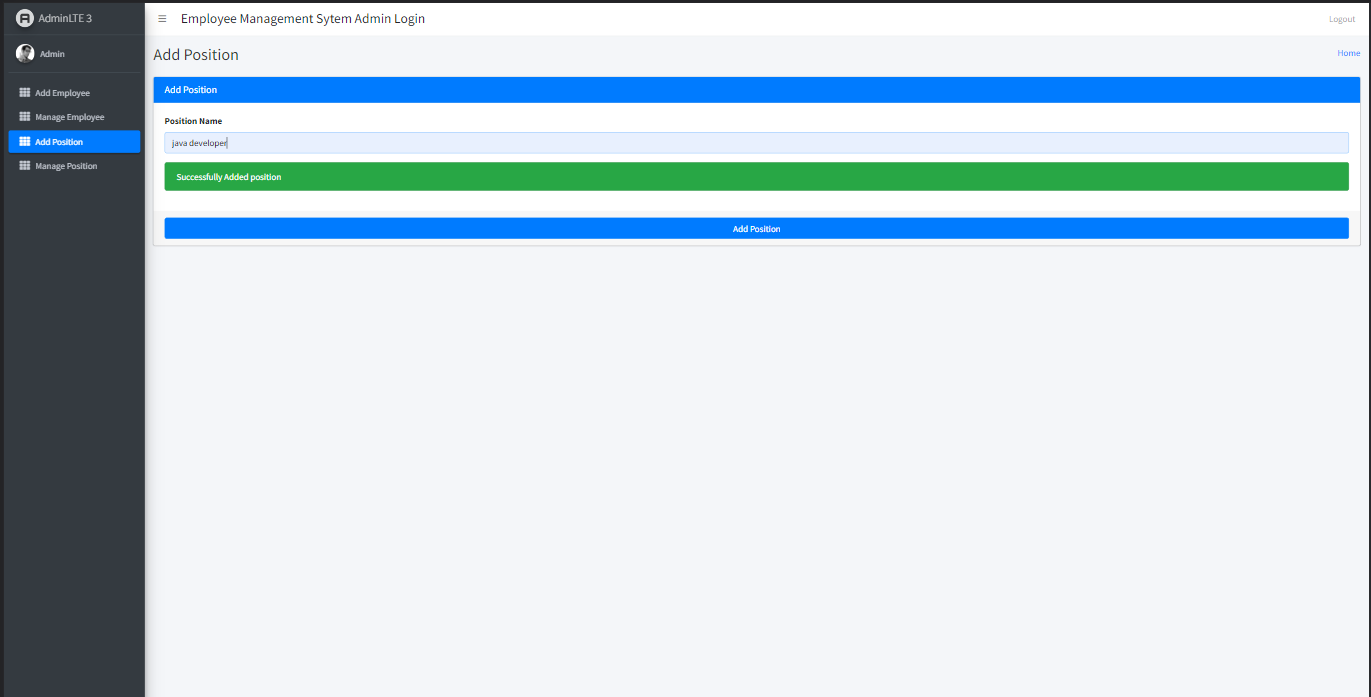 AdminLTE 3
Employee Management Sytem Admin Login
Logout
Admin
Add Position
Home
Add Employee
Manage Employee
Add Position
Manage Position
Add Position
Position Name
java developer
Successfully Added position
Add Position